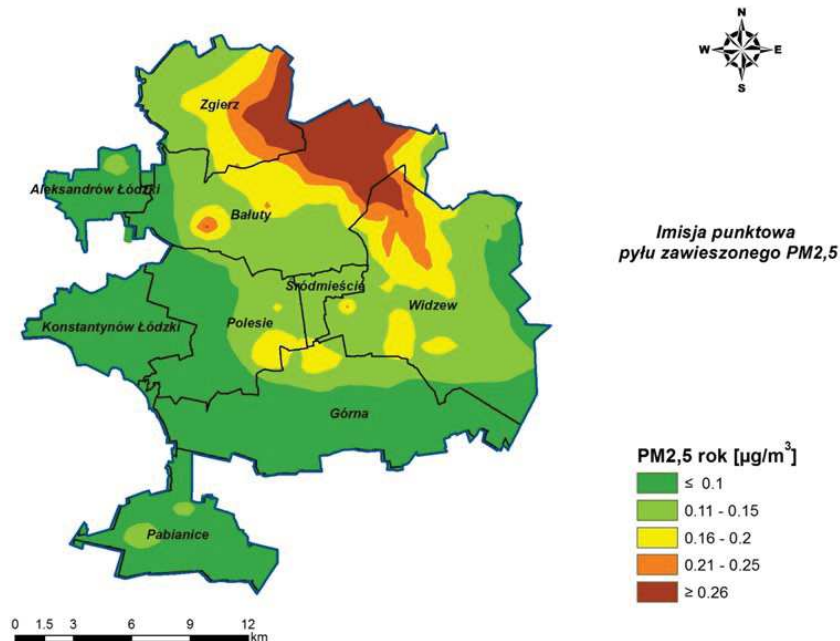 N
W E
S
Zgierz
Aleksandrów Łódzki
Bałuty
Imisja punktowa
pyłu zawieszonego PM2,5
Śródmieście
Konstantynów Łódzki
Polesie
Widzew
Górna
PM2,5 rok [µg/m³]
≤ 0.1
0.11 - 0.15
0.16 - 0.2
0.21 - 0.25
≥ 0.26
Pabianice
0 1.5 3 6 9 12
km